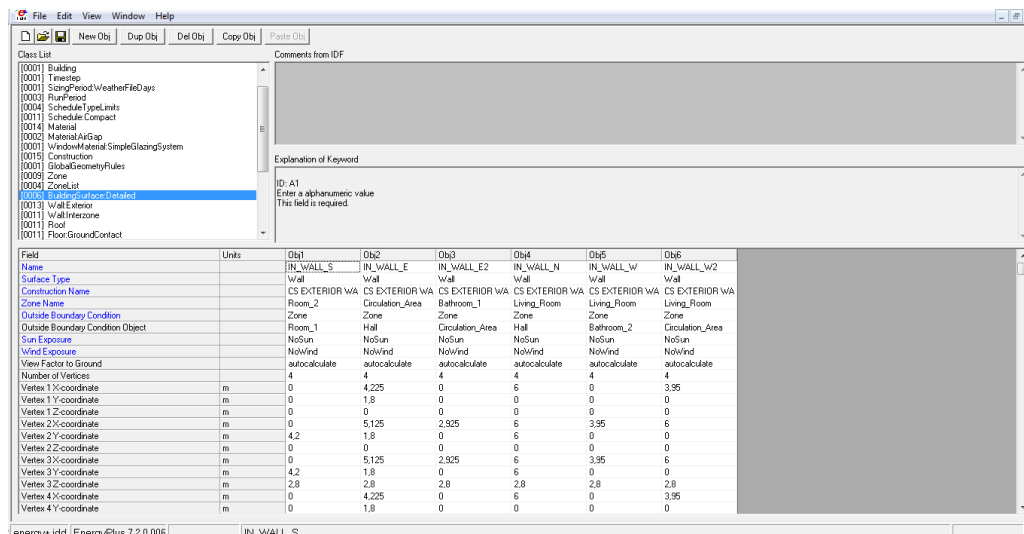 File Edit View Window Help
New Obj Dup Obj Del Obj Copy Obj Paste Obj
Class List
[0001] Building
[0001] Timestep
[0001] SizingPeriod:WeatherFileDays
[0003] RunPeriod
[0004] ScheduleTypeLimits
[0011] Schedule:Compact
[0014] Material
[0002] Material:AirGap
[0001] WindowMaterial:SimpleGlazingSystem
[0015] Construction
[0001] GlobalGeometryRules
[0009] Zone
[0004] ZoneList
[0006] BuildingSurface:Detailed
[0013] Wall:Exterior
[0011] Wall:Interzone
[0011] Roof
[0011] Floor:GroundContact
Comments from IDF
Explanation of Keyword
ID: A1
Enter a alphanumeric value
This field is required.
Field Units Obj1 Obj2 Obj3 Obj4 Obj5 Obj6
Name IN_WALL_S IN_WALL_E IN_WALL_E2 IN_WALL_N IN_WALL_W IN_WALL_W2
Surface Type Wall Wall Wall Wall Wall Wall
Construction Name CS EXTERIOR WA CS EXTERIOR WA CS EXTERIOR WA CS EXTERIOR WA CS EXTERIOR WA CS EXTERIOR WA
Zone Name Room_2 Circulation_Area Bathroom_1 Living_Room Living_Room Living_Room
Outside Boundary Condition Zone Zone Zone Zone Zone Zone
Outside Boundary Condition Object Room_1 Hall Circulation_Area Hall Bathroom_2 Circulation_Area
Sun Exposure NoSun NoSun NoSun NoSun NoSun NoSun
Wind Exposure NoWind NoWind NoWind NoWind NoWind NoWind
View Factor to Ground autocalculate autocalculate autocalculate autocalculate autocalculate autocalculate
Number of Vertices 4 4 4 4 4 4
Vertex 1 X-coordinate m 0 4,225 0 6 0 3,95
Vertex 1 Y-coordinate m 0 1,8 0 0 0 0
Vertex 1 Z-coordinate m 0 0 0 0 0 0
Vertex 2 X-coordinate m 0 5,125 2,925 6 3,95 6
Vertex 2 Y-coordinate m 4,2 1,8 0 6 0 0
Vertex 2 Z-coordinate m 0 0 0 0 0 0
Vertex 3 X-coordinate m 0 5,125 2,925 6 3,95 6
Vertex 3 Y-coordinate m 4,2 1,8 0 6 0 0
Vertex 3 Z-coordinate m 2,8 2,8 2,8 2,8 2,8 2,8
Vertex 4 X-coordinate m 0 4,225 0 6 0 3,95
Vertex 4 Y-coordinate m 0 1,8 0 0 0 0
energy+.idd EnergyPlus 7.2.0.006 IN_WALL_S